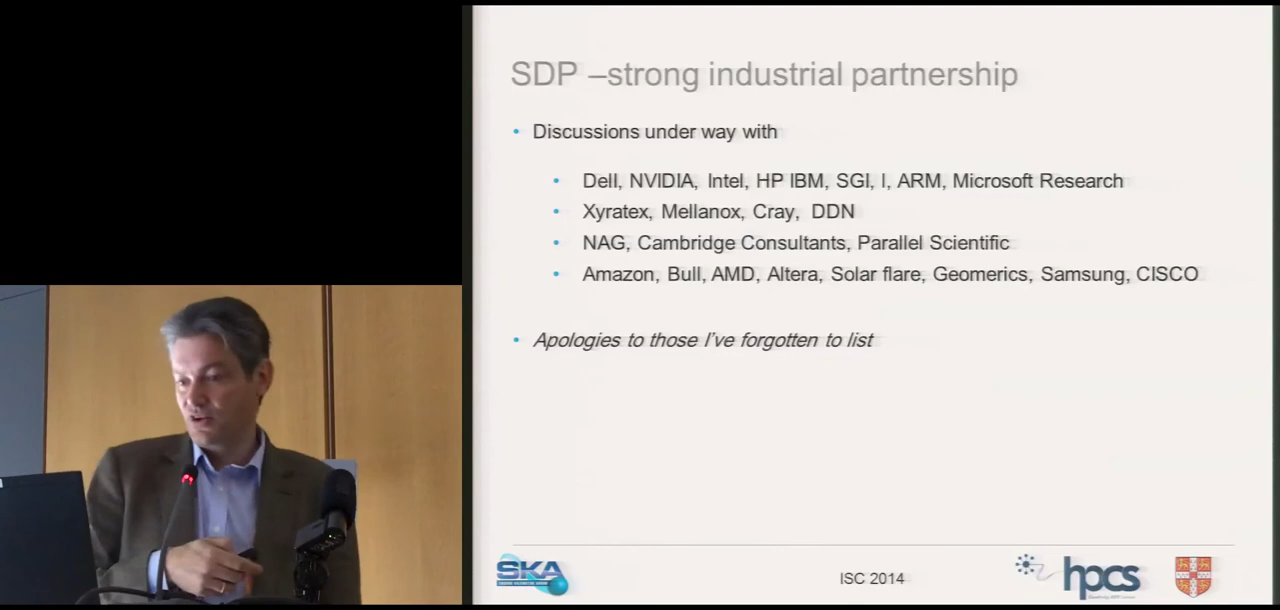 SDP –strong industrial partnership
Discussions under way with
Dell, NVIDIA, Intel, HP IBM, SGI, I, ARM, Microsoft Research
Xyratex, Mellanox, Cray, DDN
NAG, Cambridge Consultants, Parallel Scientific
Amazon, Bull, AMD, Altera, Solar flare, Geomerics, Samsung, CISCO
Apologies to those I've forgotten to list
SKA
ISC 2014
hpcs